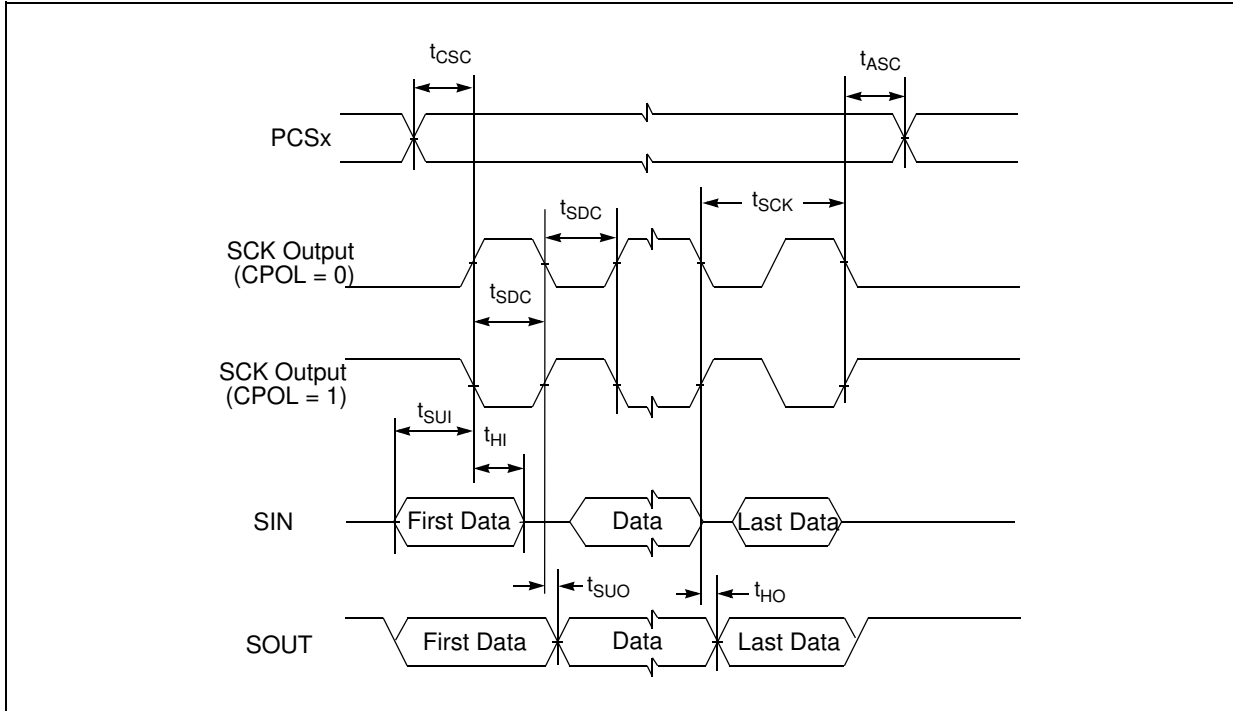 tCSC
tASC
PCSx
tSDC
tSCK
SCK Output
(CPOL = 0)
tSDC
SCK Output
(CPOL = 1)
tSUI
tHI
SIN
First Data
Data
Last Data
tSUO
tHO
SOUT
First Data
Data
Last Data